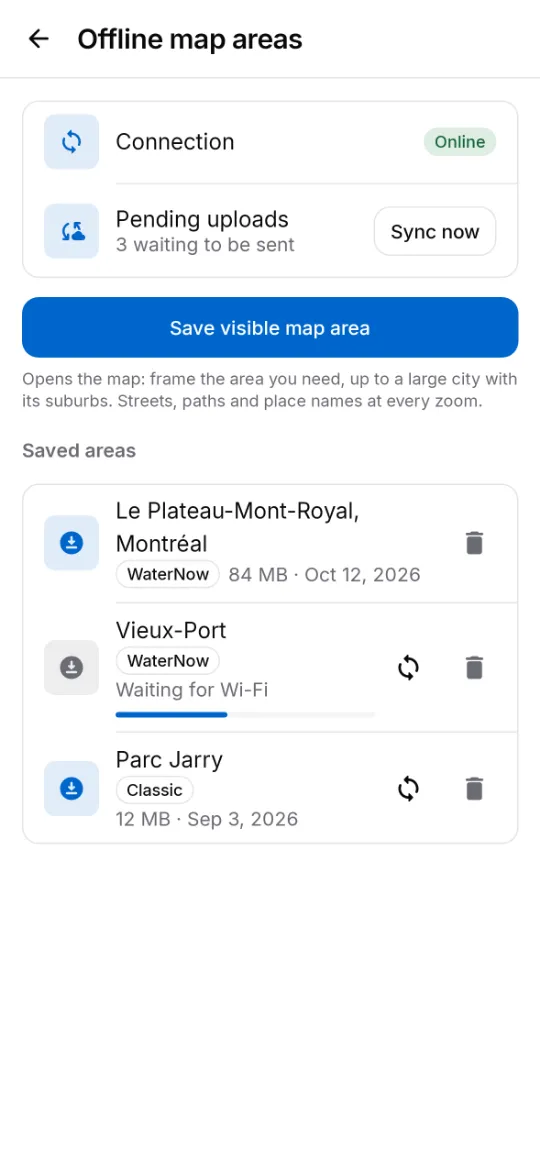 Offline map areas
Connection
Online
Pending uploads
3 waiting to be sent
Sync now
Save visible map area
Opens the map: frame the area you need, up to a large city with
its suburbs. Streets, paths and place names at every zoom.
Saved areas
Le Plateau-Mont-Royal,
Montréal
WaterNow 84 MB · Oct 12, 2026
Vieux-Port
WaterNow
Waiting for Wi-Fi
Parc Jarry
Classic
12 MB · Sep 3, 2026